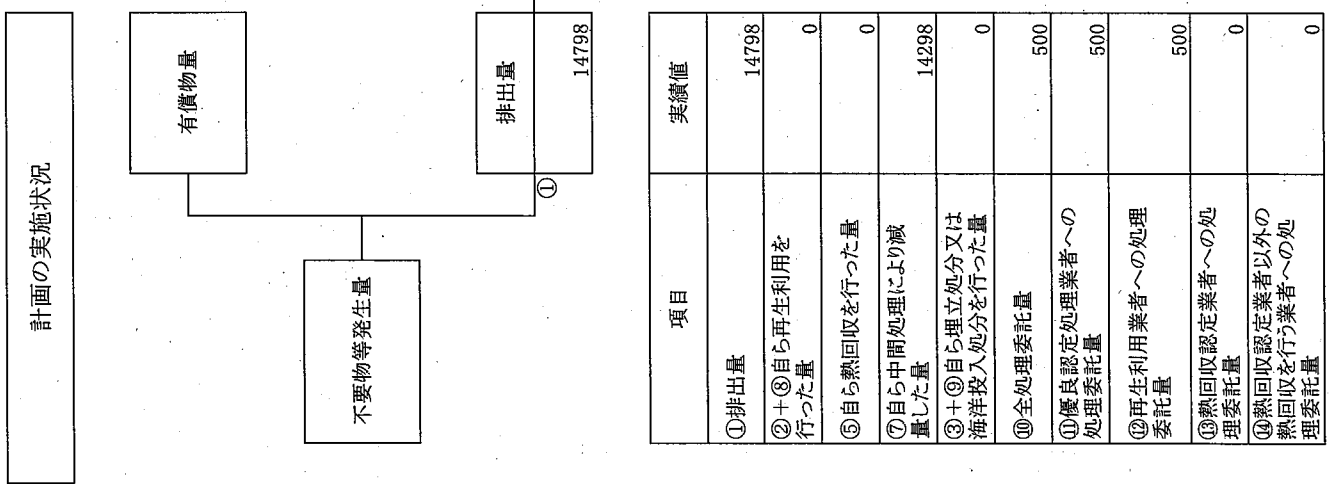 計画の実施状況
有償物量
不要物等発生量
排出量
①
14798
項目
実績値
①排出量
14798
②+⑧自ら再生利用を
行った量
0
⑤自ら熱回収を行った量
0
⑦自ら中間処理により減
量した量
14298
③+⑨自ら埋立処分又は
海洋投入処分を行った量
0
⑩全処理委託量
500
⑪優良認定処理業者への
処理委託量
500
⑫再生利用業者への処理
委託量
500
⑬熱回収認定業者への処
理委託量
0
⑭熱回収認定業者以外の
熱回収を行う業者への処
理委託量
0